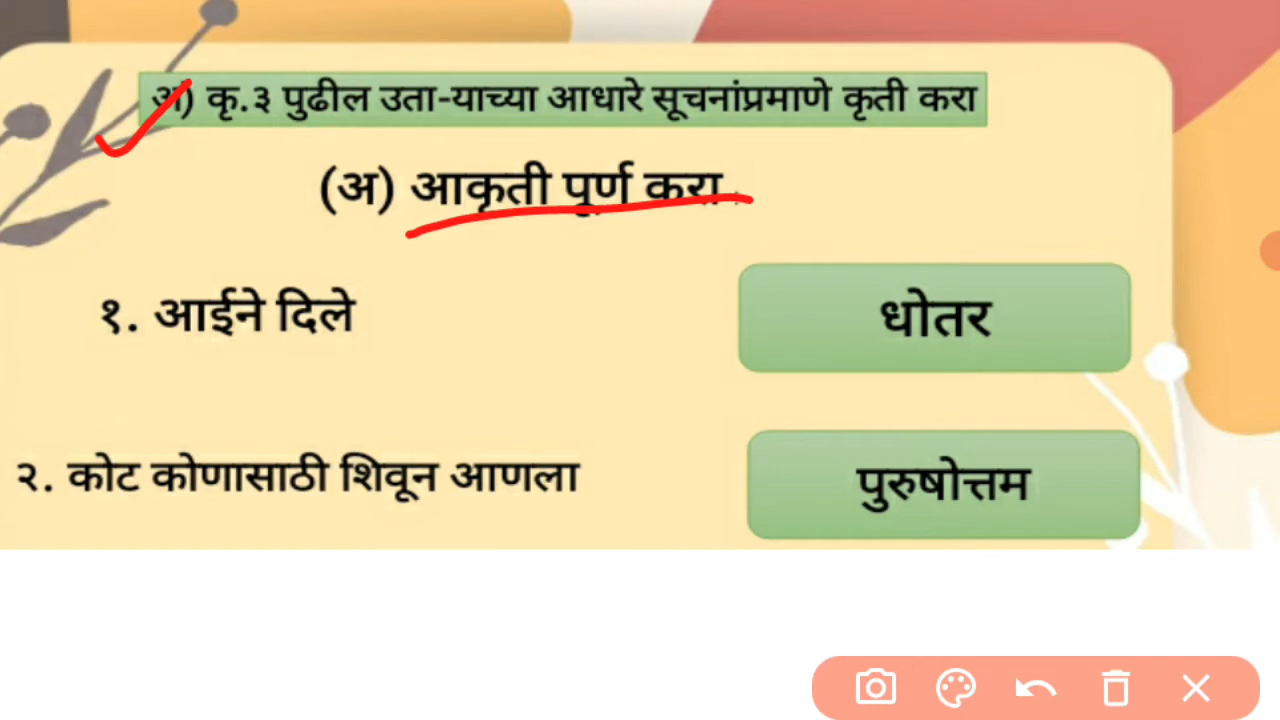 अ) कृ.३ पुढील उता-याच्या आधारे सूचनांप्रमाणे कृती करा
(अ) आकृती पूर्ण करा.
१. आईने दिले
धोतर
२. कोट कोणासाठी शिवून आणला
पुरुषोत्तम